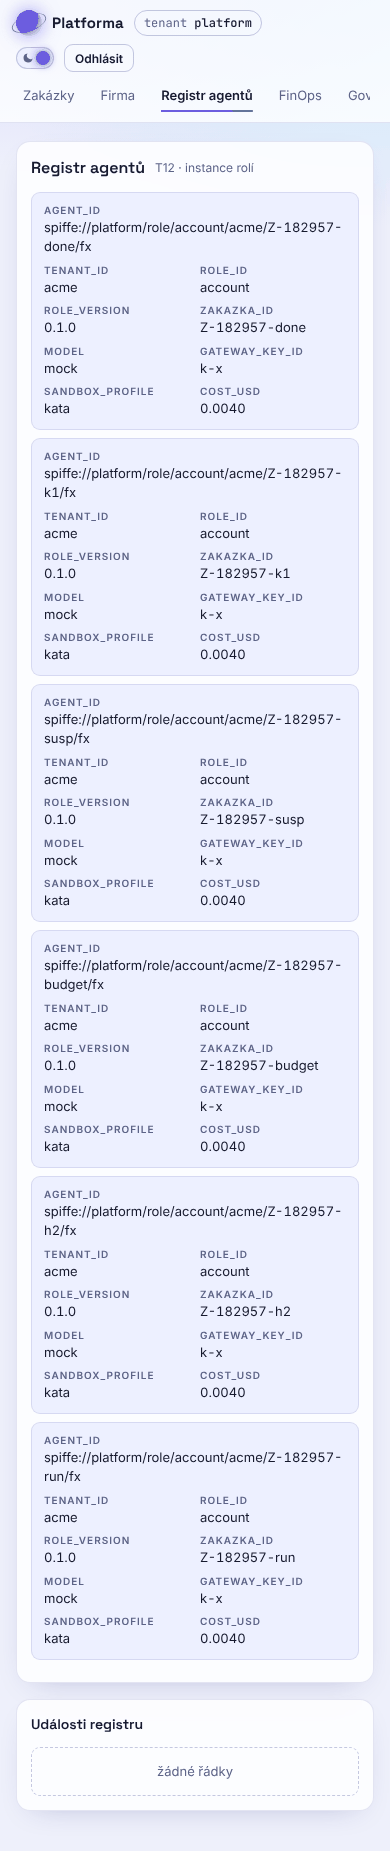 Platforma tenant platform
Odhlásit
Zakázky Firma Registr agentů FinOps Gov
Registr agentů T12 · instance rolí
AGENT_ID
spiffe://platform/role/account/acme/Z-182957-
done/fx
TENANT_ID ROLE_ID
acme account
ROLE_VERSION ZAKAZKA_ID
0.1.0 Z-182957-done
MODEL GATEWAY_KEY_ID
mock k-x
SANDBOX_PROFILE COST_USD
kata 0.0040
AGENT_ID
spiffe://platform/role/account/acme/Z-182957-
k1/fx
TENANT_ID ROLE_ID
acme account
ROLE_VERSION ZAKAZKA_ID
0.1.0 Z-182957-k1
MODEL GATEWAY_KEY_ID
mock k-x
SANDBOX_PROFILE COST_USD
kata 0.0040
AGENT_ID
spiffe://platform/role/account/acme/Z-182957-
susp/fx
TENANT_ID ROLE_ID
acme account
ROLE_VERSION ZAKAZKA_ID
0.1.0 Z-182957-susp
MODEL GATEWAY_KEY_ID
mock k-x
SANDBOX_PROFILE COST_USD
kata 0.0040
AGENT_ID
spiffe://platform/role/account/acme/Z-182957-
budget/fx
TENANT_ID ROLE_ID
acme account
ROLE_VERSION ZAKAZKA_ID
0.1.0 Z-182957-budget
MODEL GATEWAY_KEY_ID
mock k-x
SANDBOX_PROFILE COST_USD
kata 0.0040
AGENT_ID
spiffe://platform/role/account/acme/Z-182957-
h2/fx
TENANT_ID ROLE_ID
acme account
ROLE_VERSION ZAKAZKA_ID
0.1.0 Z-182957-h2
MODEL GATEWAY_KEY_ID
mock k-x
SANDBOX_PROFILE COST_USD
kata 0.0040
AGENT_ID
spiffe://platform/role/account/acme/Z-182957-
run/fx
TENANT_ID ROLE_ID
acme account
ROLE_VERSION ZAKAZKA_ID
0.1.0 Z-182957-run
MODEL GATEWAY_KEY_ID
mock k-x
SANDBOX_PROFILE COST_USD
kata 0.0040
Události registru
žádné řádky